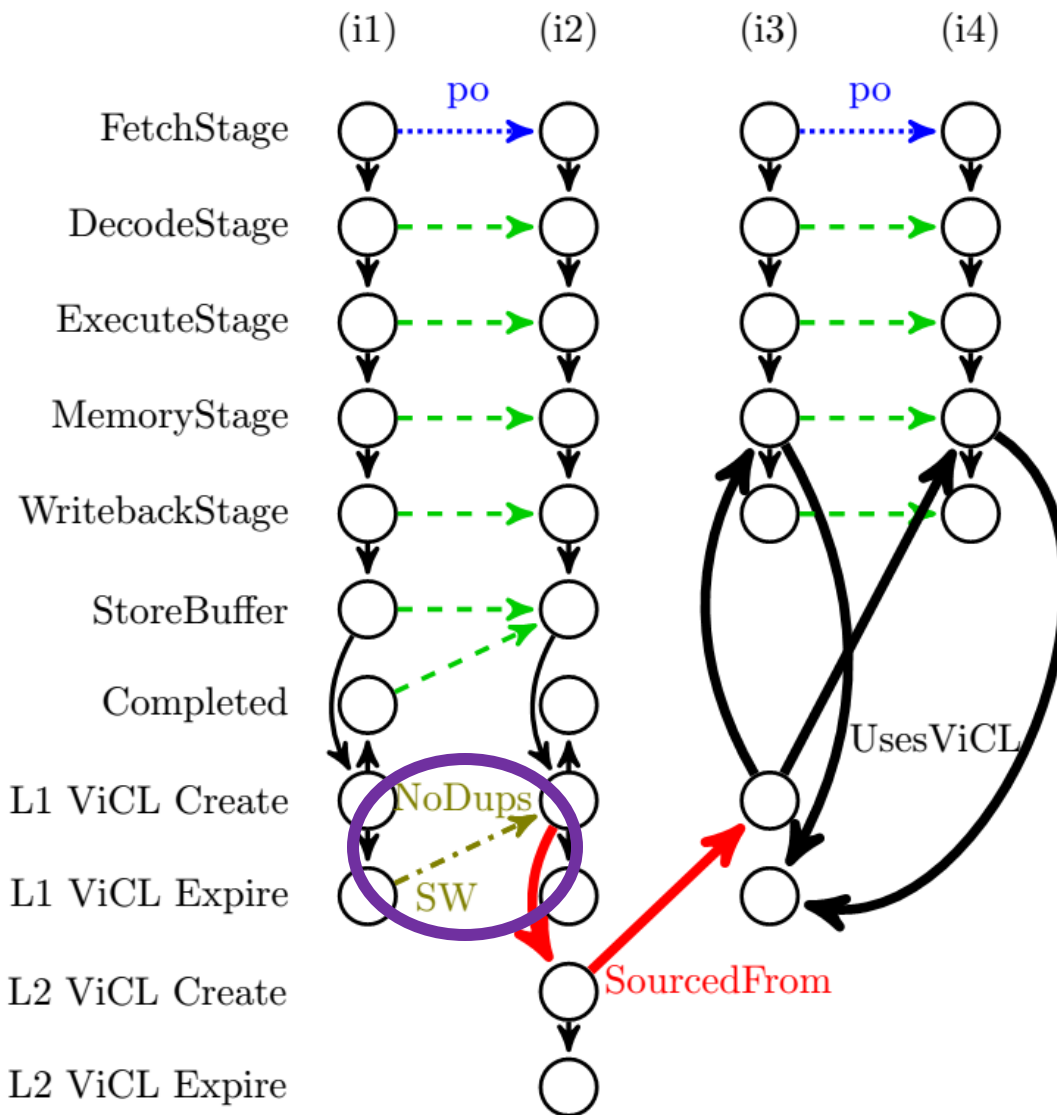 (i1) (i2) (i3) (i4)
po po
FetchStage
DecodeStage
ExecuteStage
MemoryStage
WritebackStage
StoreBuffer
Completed
UsesViCL
L1 ViCL Create
NoDups
L1 ViCL Expire
SW
L2 ViCL Create
SourcedFrom
L2 ViCL Expire